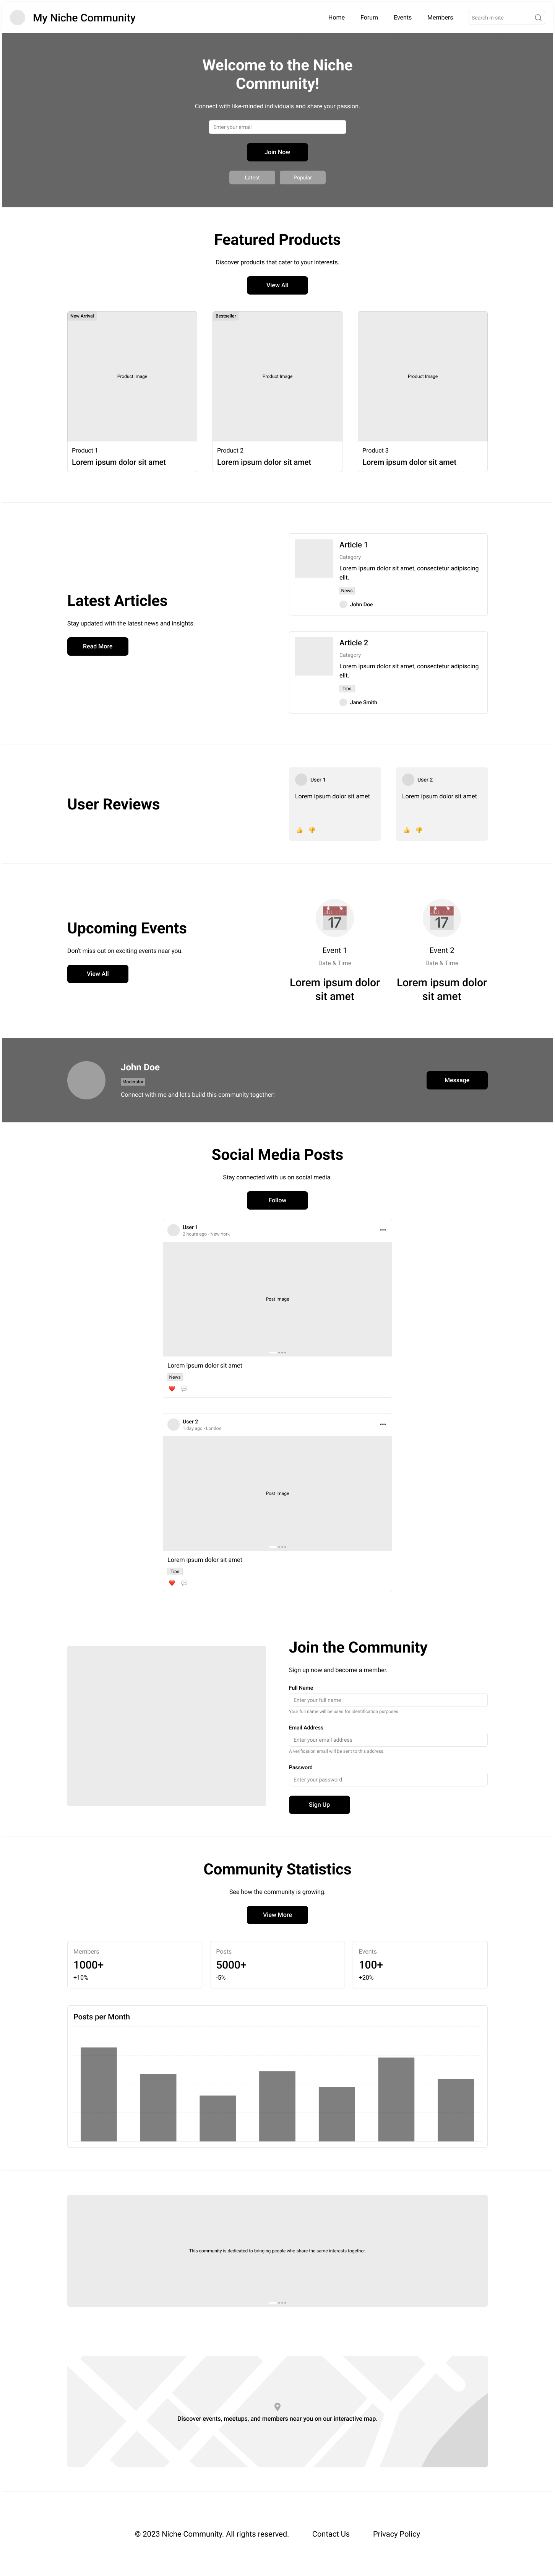 My Niche Community
Home
Forum
Events
Members
Search in site
Welcome to the Niche
Community!
Connect with like-minded individuals and share your passion.
Enter your email
Join Now
Latest
Popular
Featured Products
Discover products that cater to your interests.
View All
New Arrival
Product Image
Product 1
Lorem ipsum dolor sit amet
Bestseller
Product Image
Product 2
Lorem ipsum dolor sit amet
Product Image
Product 3
Lorem ipsum dolor sit amet
Latest Articles
Stay updated with the latest news and insights.
Read More
Article 1
Category
Lorem ipsum dolor sit amet, consectetur adipiscing
elit.
News
John Doe
Article 2
Category
Lorem ipsum dolor sit amet, consectetur adipiscing
elit.
Tips
Jane Smith
User Reviews
User 1
Lorem ipsum dolor sit amet
User 2
Lorem ipsum dolor sit amet
Upcoming Events
Don't miss out on exciting events near you.
View All
17
Event 1
Date & Time
Lorem ipsum dolor
sit amet
17
Event 2
Date & Time
Lorem ipsum dolor
sit amet
John Doe
Moderator
Connect with me and let's build this community together!
Message
Social Media Posts
Stay connected with us on social media.
Follow
User 1
2 hours ago · New York
Post Image
Lorem ipsum dolor sit amet
News
User 2
1 day ago · London
Post Image
Lorem ipsum dolor sit amet
Tips
Join the Community
Sign up now and become a member.
Full Name
Enter your full name
Your full name will be used for identification purposes.
Email Address
Enter your email address
A verification email will be sent to this address.
Password
Enter your password
Sign Up
Community Statistics
See how the community is growing.
View More
Members
1000+
+10%
Posts
5000+
-5%
Events
100+
+20%
Posts per Month
This community is dedicated to bringing people who share the same interests together.
Discover events, meetups, and members near you on our interactive map.
© 2023 Niche Community. All rights reserved.
Contact Us
Privacy Policy